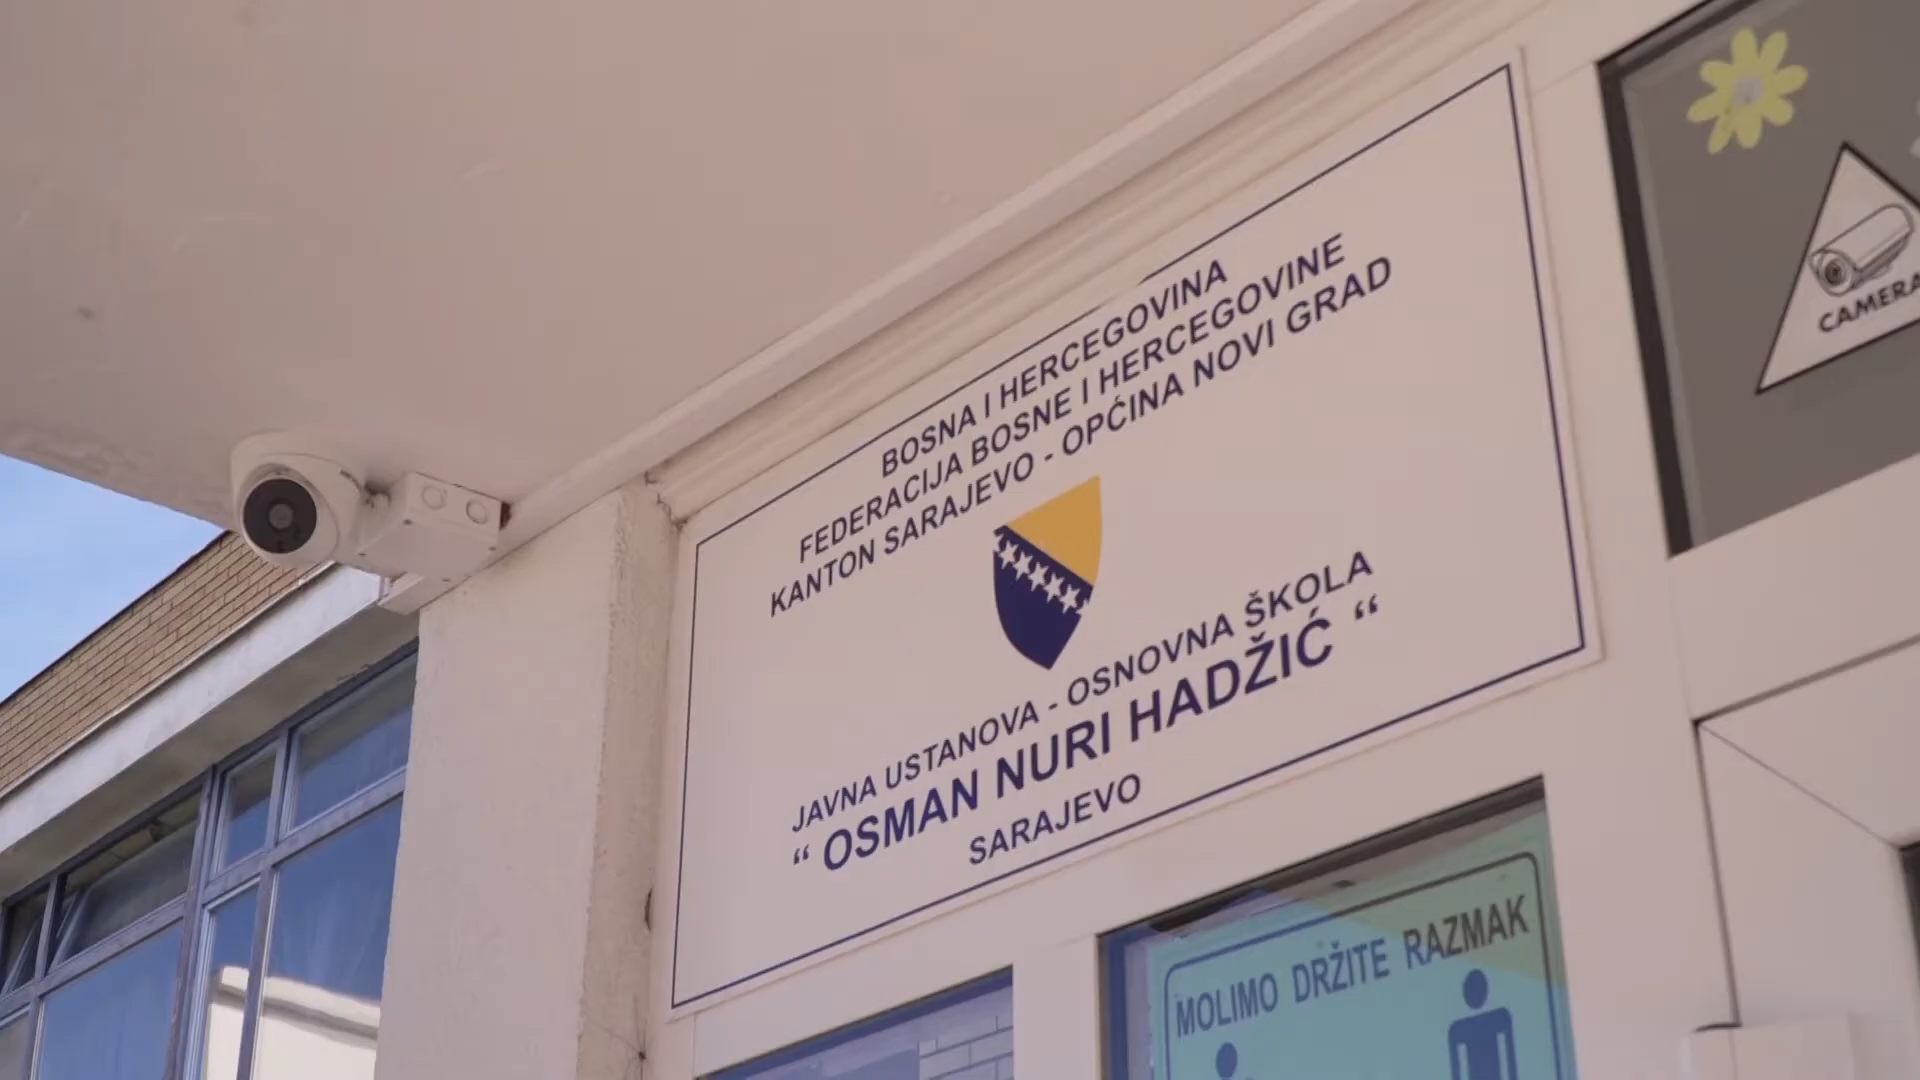 BOSNA I HERCEGOVINA
FEDERACIJA BOSNE I HERCEGOVINE
KANTON SARAJEVO - OPĆINA NOVI GRAD
JAVNA USTANOVA - OSNOVNA ŠKOLA
“ OSMAN NURI HADŽIĆ “
SARAJEVO
CAMERA
MOLIMO DRŽITE RAZMAK